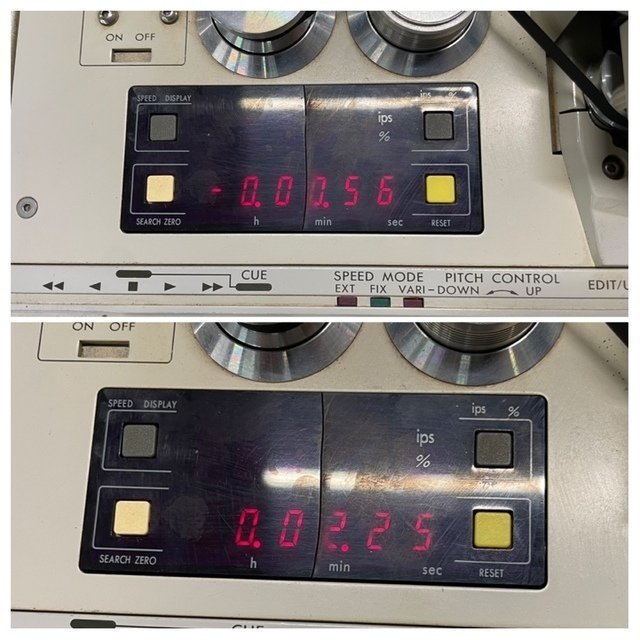 ON OFF
SPEED DISPLAY
ips %
ips
%
-0.00.56
SEARCH ZERO
h
min
sec
RESET
CUE
SPEED MODE PITCH CONTROL
EXT FIX VARI-DOWN UP
EDIT/
ON OFF
SPEED DISPLAY
ips %
ips
%
0.02.25
SEARCH ZERO
h
min
sec
RESET
CUE